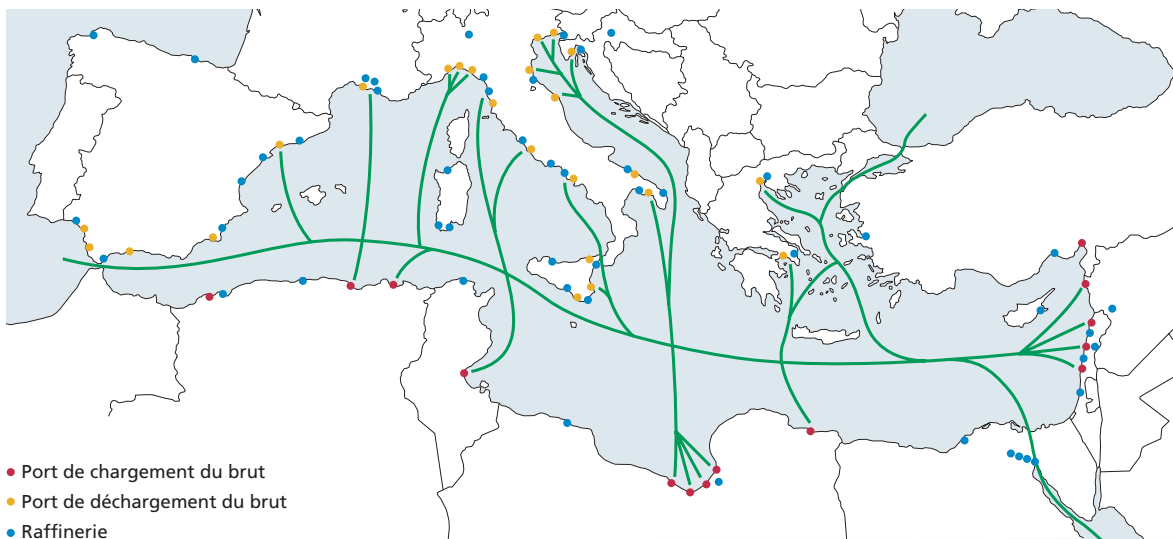 Port de chargement du brut
Port de déchargement du brut
Raffinerie